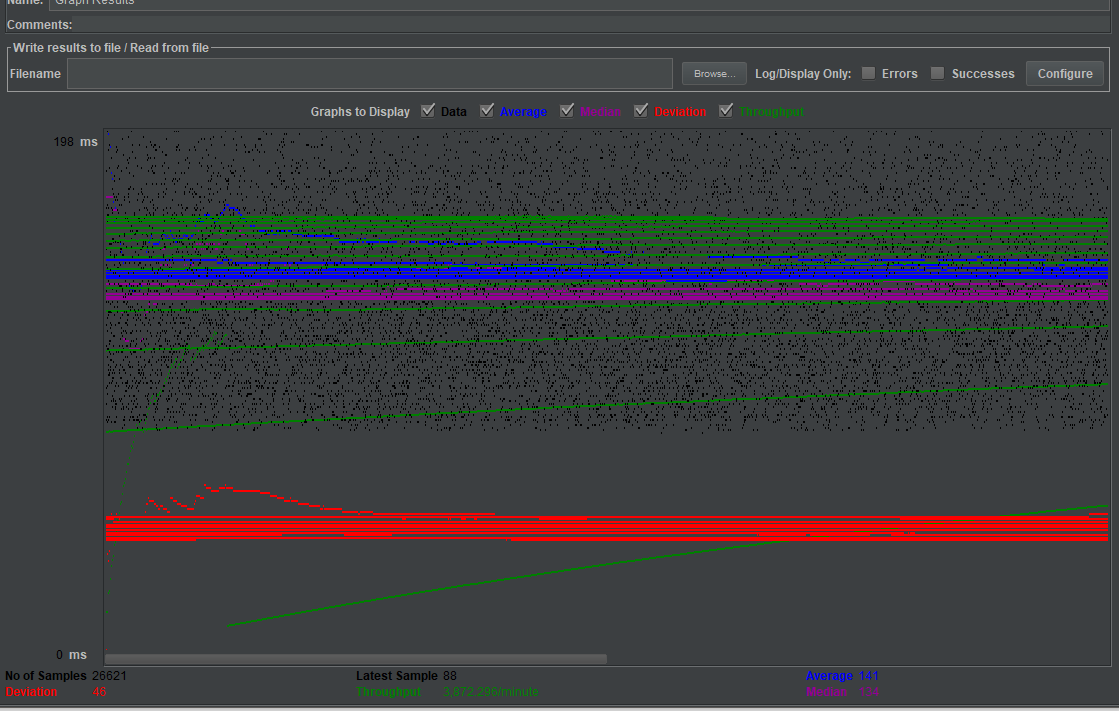 Name: Graph Results
Comments:
Write results to file / Read from file
Filename Browse... Log/Display Only: Errors Successes Configure
Graphs to Display Data Average Median Deviation Throughput
198 ms
0 ms
No of Samples 26621 Latest Sample 88 Average 141
Deviation 46 Throughput 3,872.296/minute Median